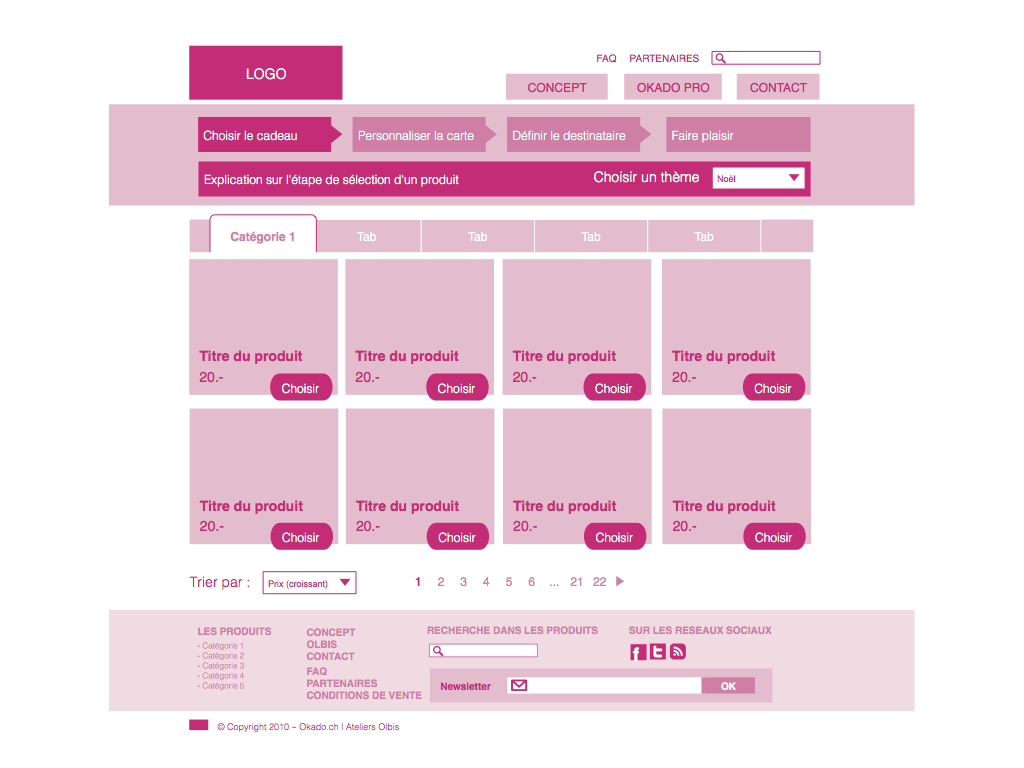 FAQ PARTENAIRES
LOGO
CONCEPT OKADO PRO CONTACT
Choisir le cadeau Personnaliser la carte Définir le destinataire Faire plaisir
Explication sur l'étape de sélection d'un produit Choisir un thème Noël
Catégorie 1 Tab Tab Tab Tab
Titre du produit Titre du produit Titre du produit Titre du produit
20.- 20.- 20.- 20.-
Choisir Choisir Choisir Choisir
Titre du produit Titre du produit Titre du produit Titre du produit
20.- 20.- 20.- 20.-
Choisir Choisir Choisir Choisir
Trier par : Prix (croissant) 1 2 3 4 5 6 ... 21 22
LES PRODUITS
- Catégorie 1
- Catégorie 2
- Catégorie 3
- Catégorie 4
- Catégorie 5
CONCEPT
OLBIS
CONTACT
FAQ
PARTENAIRES
CONDITIONS DE VENTE
RECHERCHE DANS LES PRODUITS
SUR LES RESEAUX SOCIAUX
Newsletter OK
© Copyright 2010 – Okado.ch | Ateliers Olbis